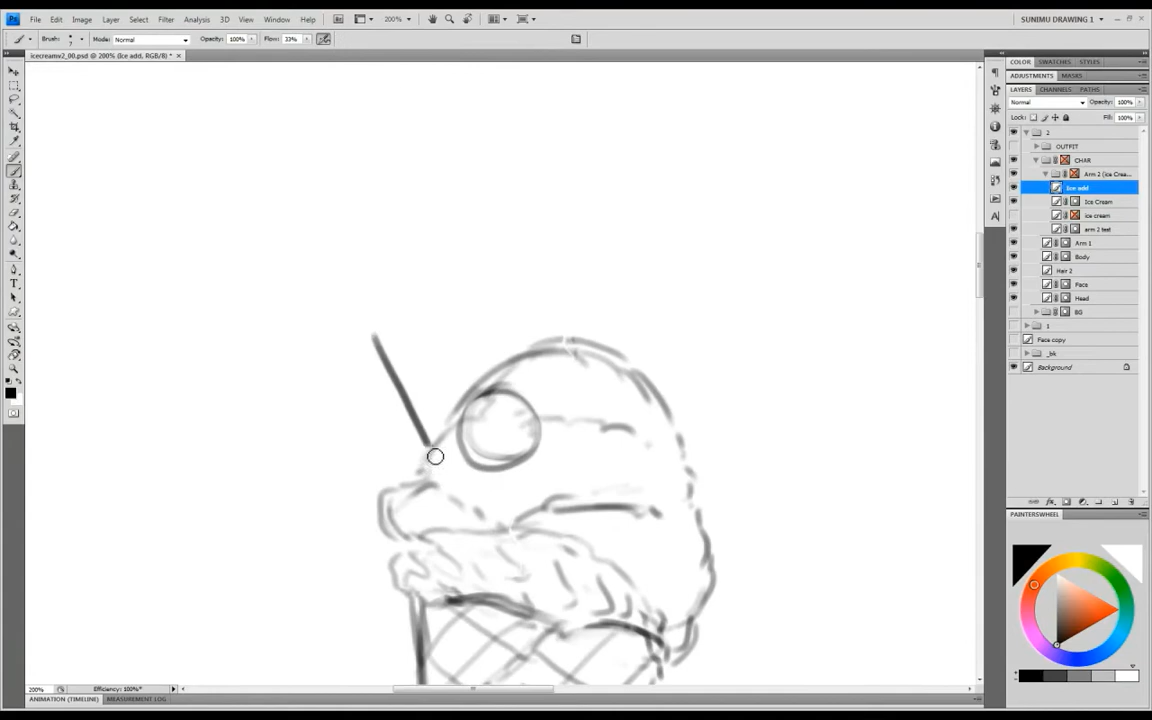 Ps File Edit Image Layer Select Filter Analysis 3D View Window Help Br 200% SUNIMU DRAWING 1
Brush: Mode: Normal Opacity: 100% Flow: 33%
icecreamv2_00.psd @ 200% (Ice add, RGB/8) *
COLOR SWATCHES STYLES
ADJUSTMENTS MASKS
LAYERS CHANNELS PATHS
Normal Opacity: 100%
Lock: Fill: 100%
2
OUTFIT
CHAR
Arm 2 (Ice Crea...
Ice add
Ice Cream
ice cream
arm 2 test
Arm 1
Body
Hair 2
Face
Head
BG
1
Face copy
_bk
Background
PAINTERSWHEEL
200% Efficiency: 100%*
ANIMATION (TIMELINE) MEASUREMENT LOG